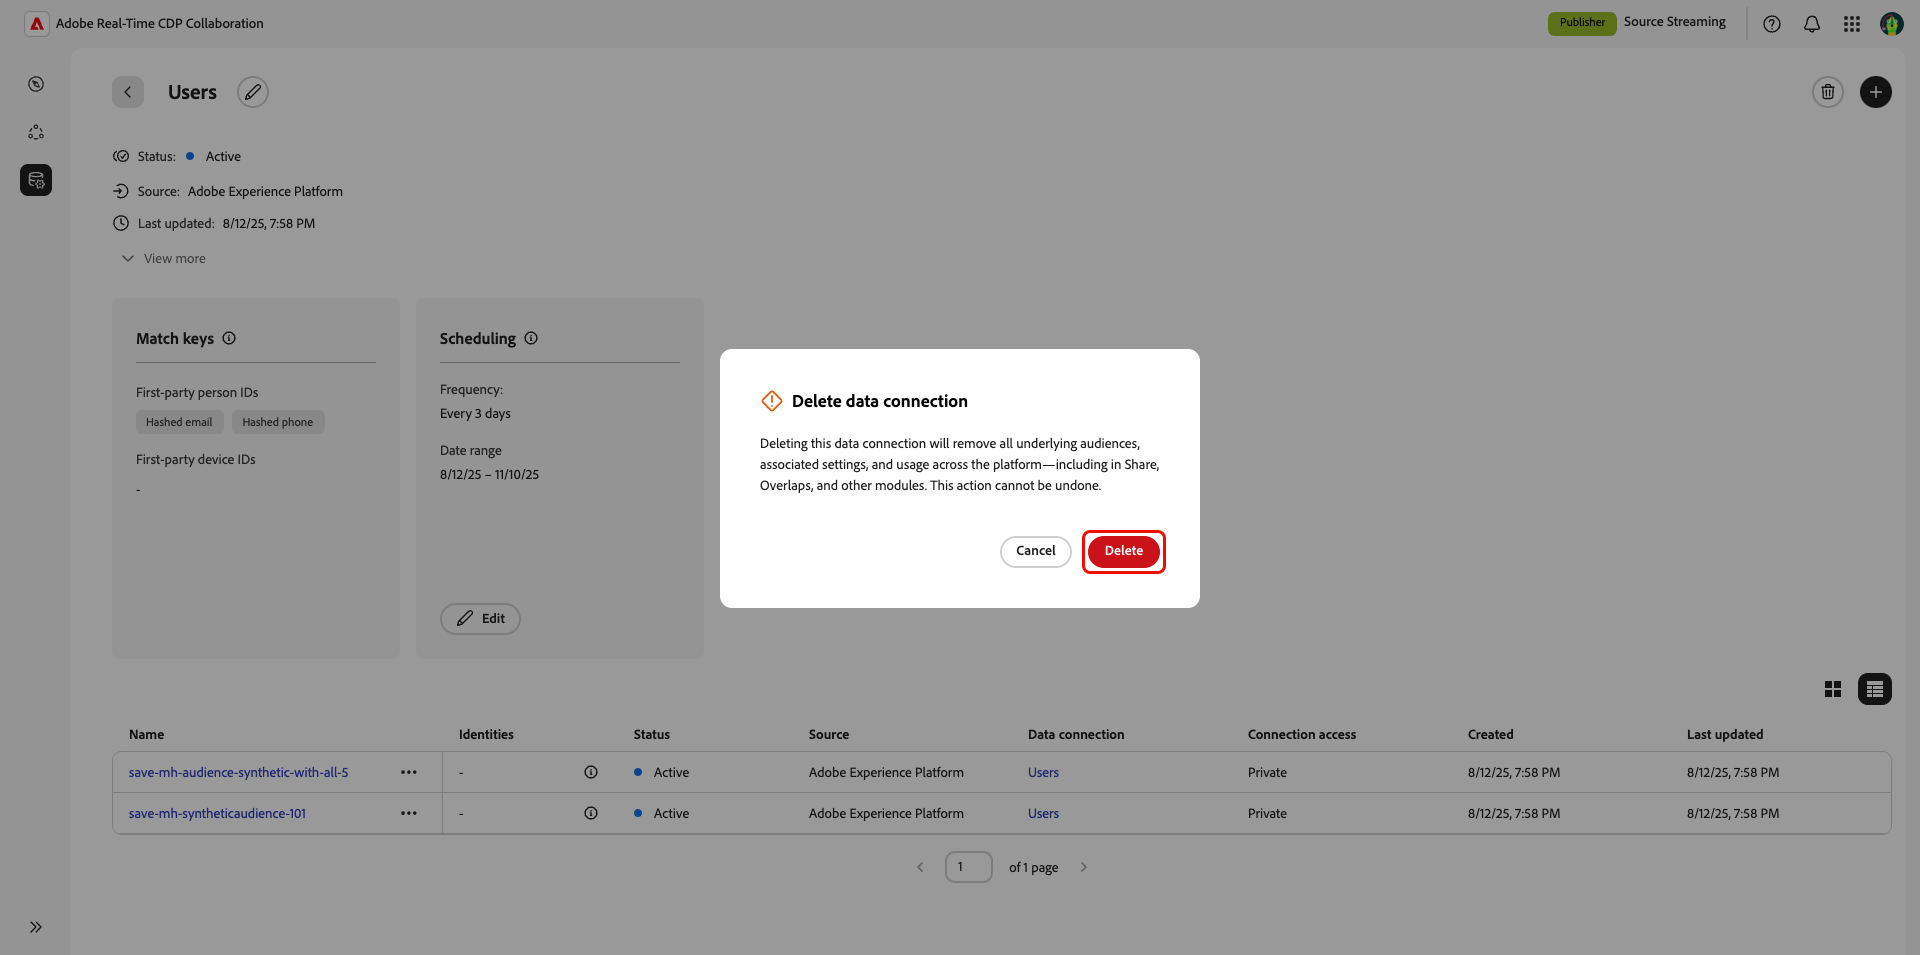 Adobe Real-Time CDP Collaboration
Publisher
Source Streaming
Users
Status: Active
Source: Adobe Experience Platform
Last updated: 8/12/25, 7:58 PM
View more
Match keys
First-party person IDs
Hashed email
Hashed phone
First-party device IDs
-
Scheduling
Frequency:
Every 3 days
Date range
8/12/25 – 11/10/25
Edit
Delete data connection
Deleting this data connection will remove all underlying audiences,
associated settings, and usage across the platform—including in Share,
Overlaps, and other modules. This action cannot be undone.
Cancel
Delete
Name Identities Status Source Data connection Connection access Created Last updated
save-mh-audience-synthetic-with-all-5 - Active Adobe Experience Platform Users Private 8/12/25, 7:58 PM 8/12/25, 7:58 PM
save-mh-syntheticaudience-101 - Active Adobe Experience Platform Users Private 8/12/25, 7:58 PM 8/12/25, 7:58 PM
1 of 1 page